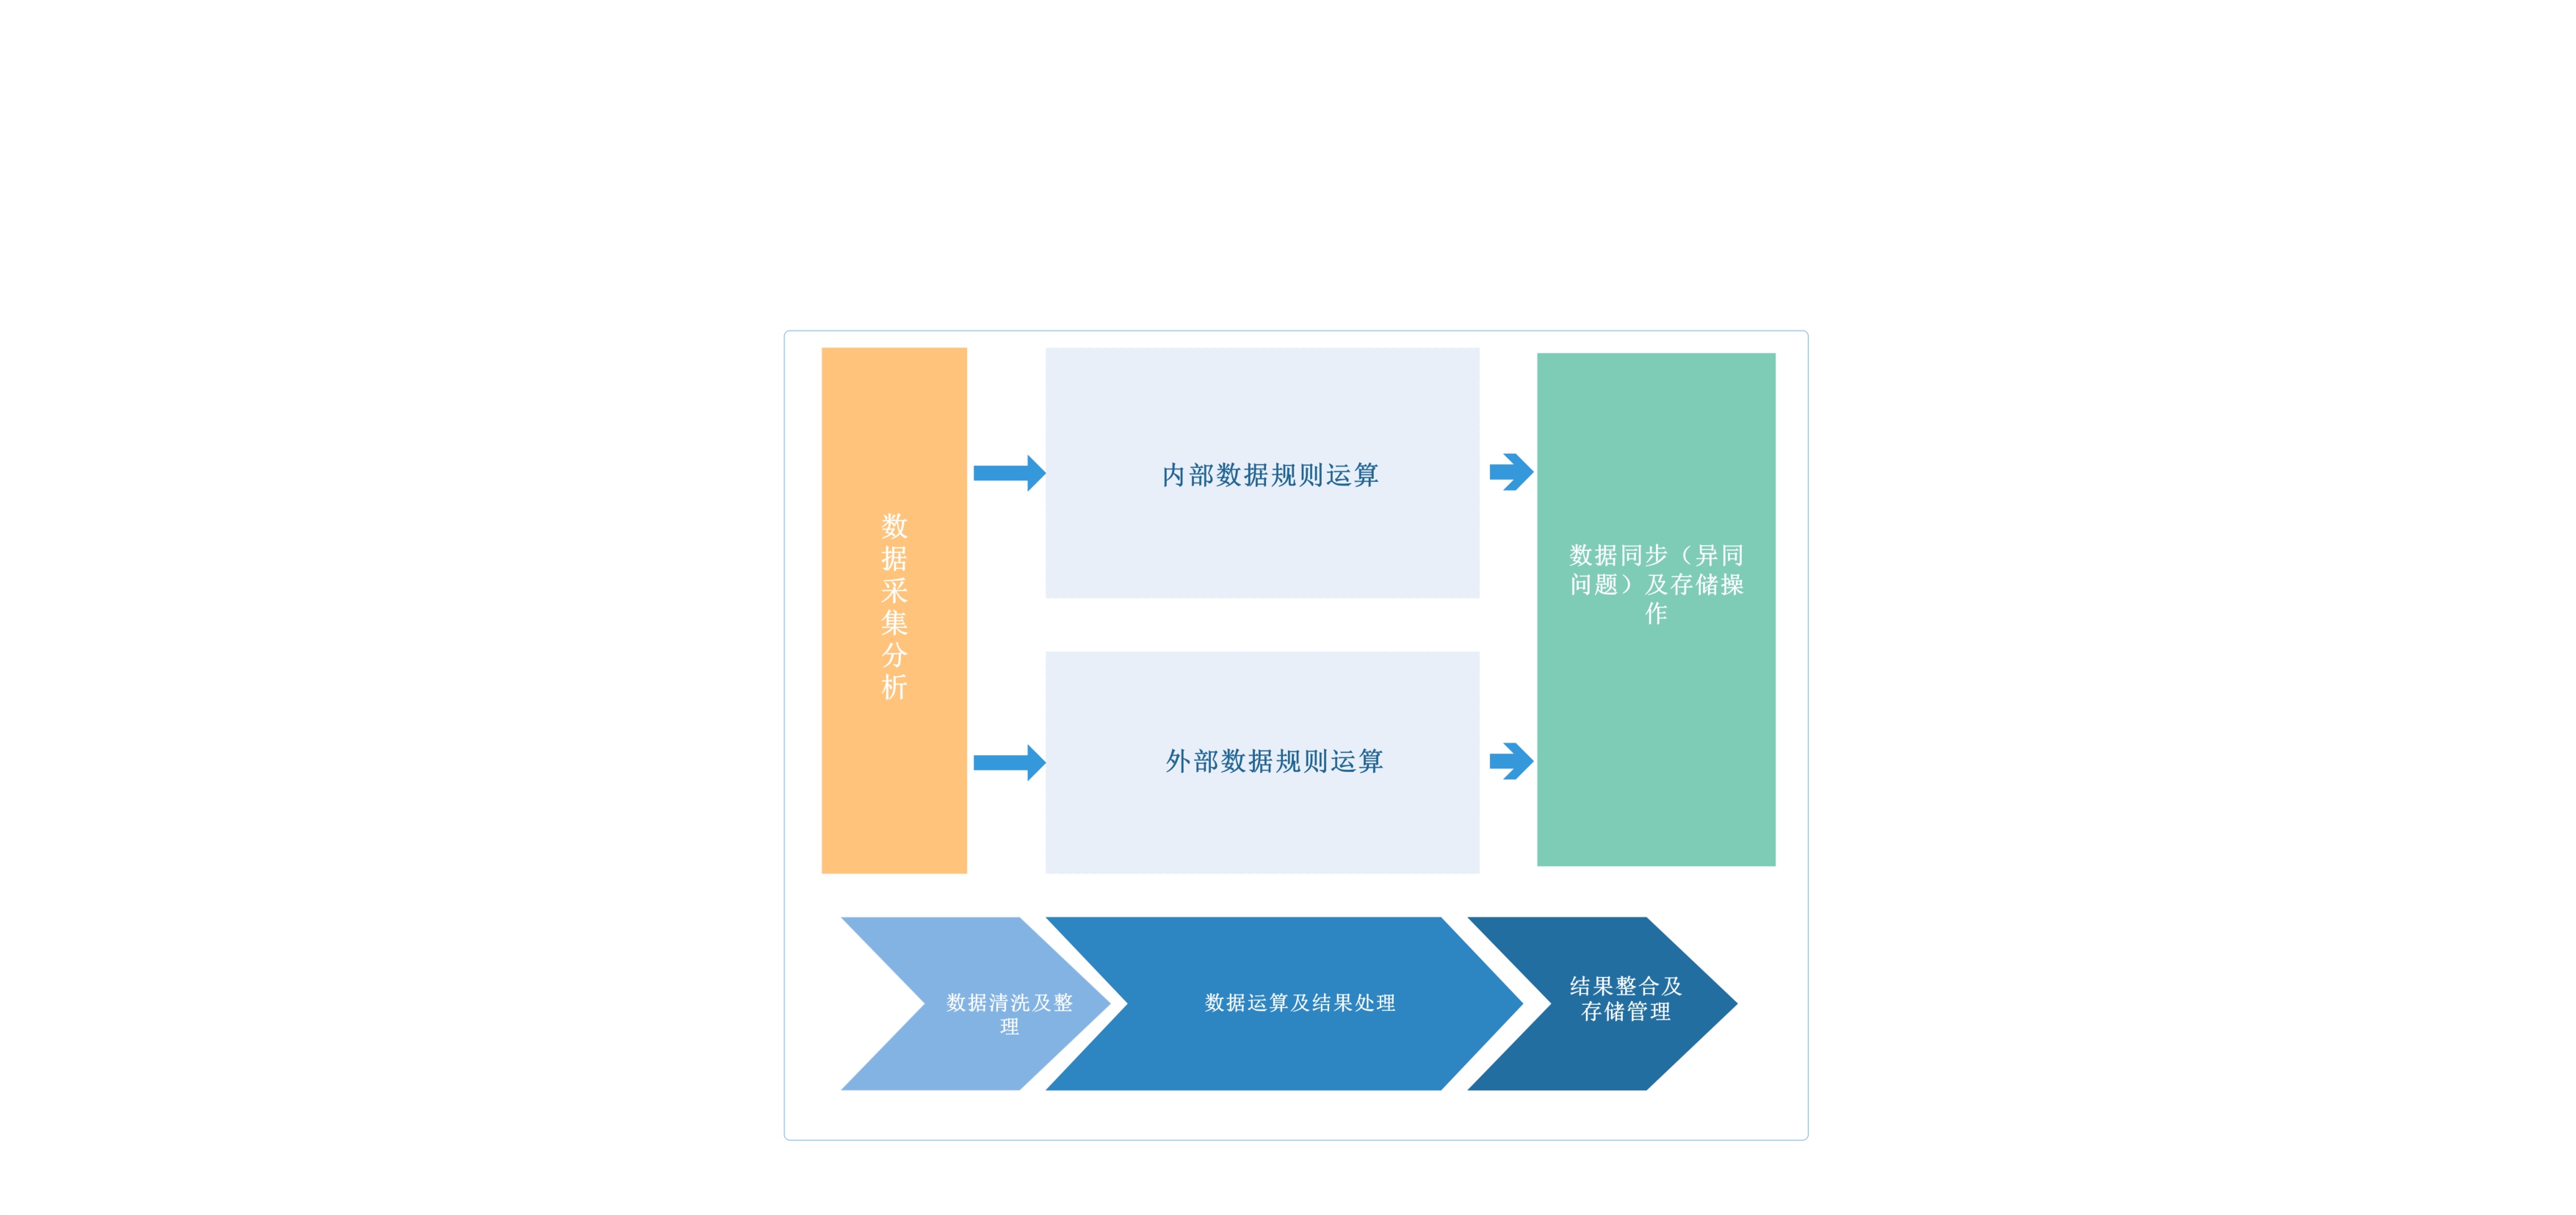 数据采集分析
内部数据规则运算
外部数据规则运算
数据同步（异同
问题）及存储操
作
数据清洗及整
理
数据运算及结果处理
结果整合及
存储管理